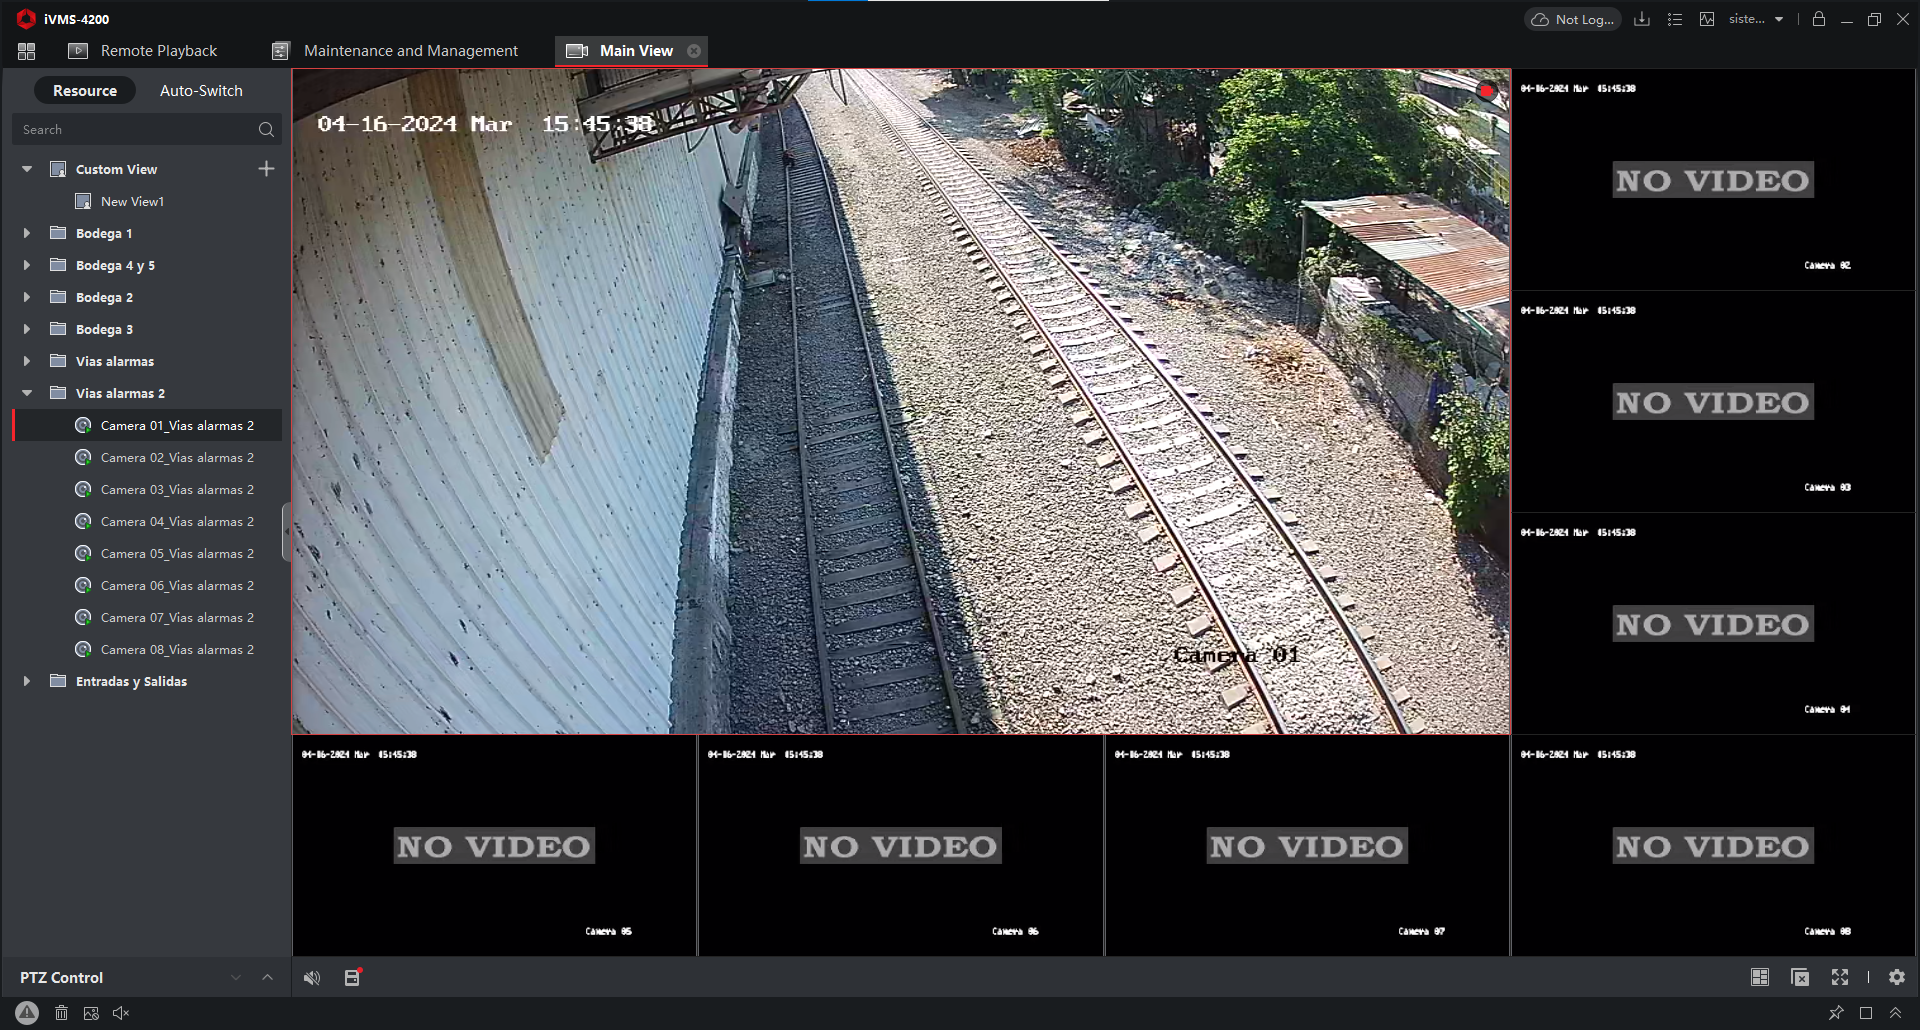 iVMS-4200
Not Log...
siste...
Remote Playback
Maintenance and Management
Main View
Resource
Auto-Switch
Search
Custom View
New View1
Bodega 1
Bodega 4 y 5
Bodega 2
Bodega 3
Vias alarmas
Vias alarmas 2
Camera 01_Vias alarmas 2
Camera 02_Vias alarmas 2
Camera 03_Vias alarmas 2
Camera 04_Vias alarmas 2
Camera 05_Vias alarmas 2
Camera 06_Vias alarmas 2
Camera 07_Vias alarmas 2
Camera 08_Vias alarmas 2
Entradas y Salidas
PTZ Control
04-16-2024 Mar 15:45:38
Camera 01
04-16-2024 Mar 15:45:38
NO VIDEO
Camera 02
04-16-2024 Mar 15:45:38
NO VIDEO
Camera 03
04-16-2024 Mar 15:45:38
NO VIDEO
Camera 04
04-16-2024 Mar 15:45:38
NO VIDEO
Camera 05
04-16-2024 Mar 15:45:38
NO VIDEO
Camera 06
04-16-2024 Mar 15:45:38
NO VIDEO
Camera 07
04-16-2024 Mar 15:45:38
NO VIDEO
Camera 08